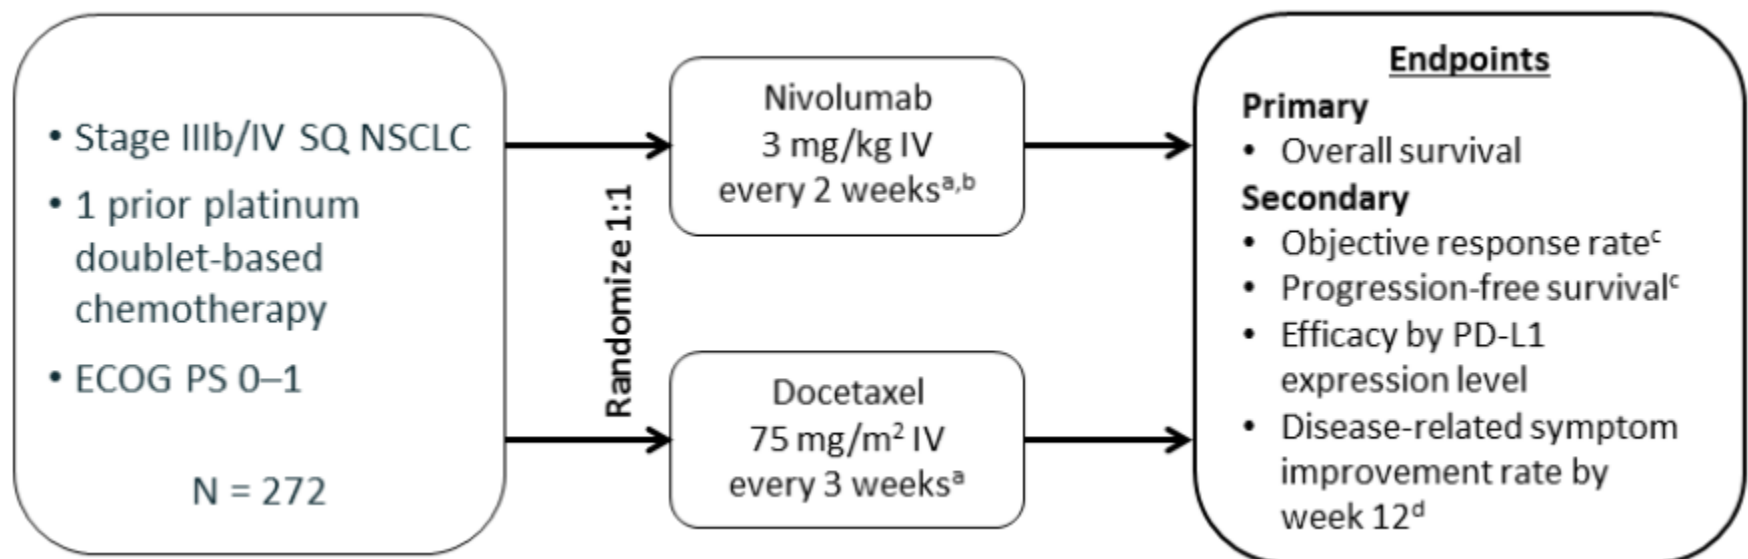 • Stage IIIb/IV SQ NSCLC
• 1 prior platinum
doublet-based
chemotherapy
• ECOG PS 0–1
N = 272
Randomize 1:1
Nivolumab
3 mg/kg IV
every 2 weeksᵃ,ᵇ
Docetaxel
75 mg/m² IV
every 3 weeksᵃ
Endpoints
Primary
• Overall survival
Secondary
• Objective response rateᶜ
• Progression-free survivalᶜ
• Efficacy by PD-L1
expression level
• Disease-related symptom
improvement rate by
week 12ᵈ